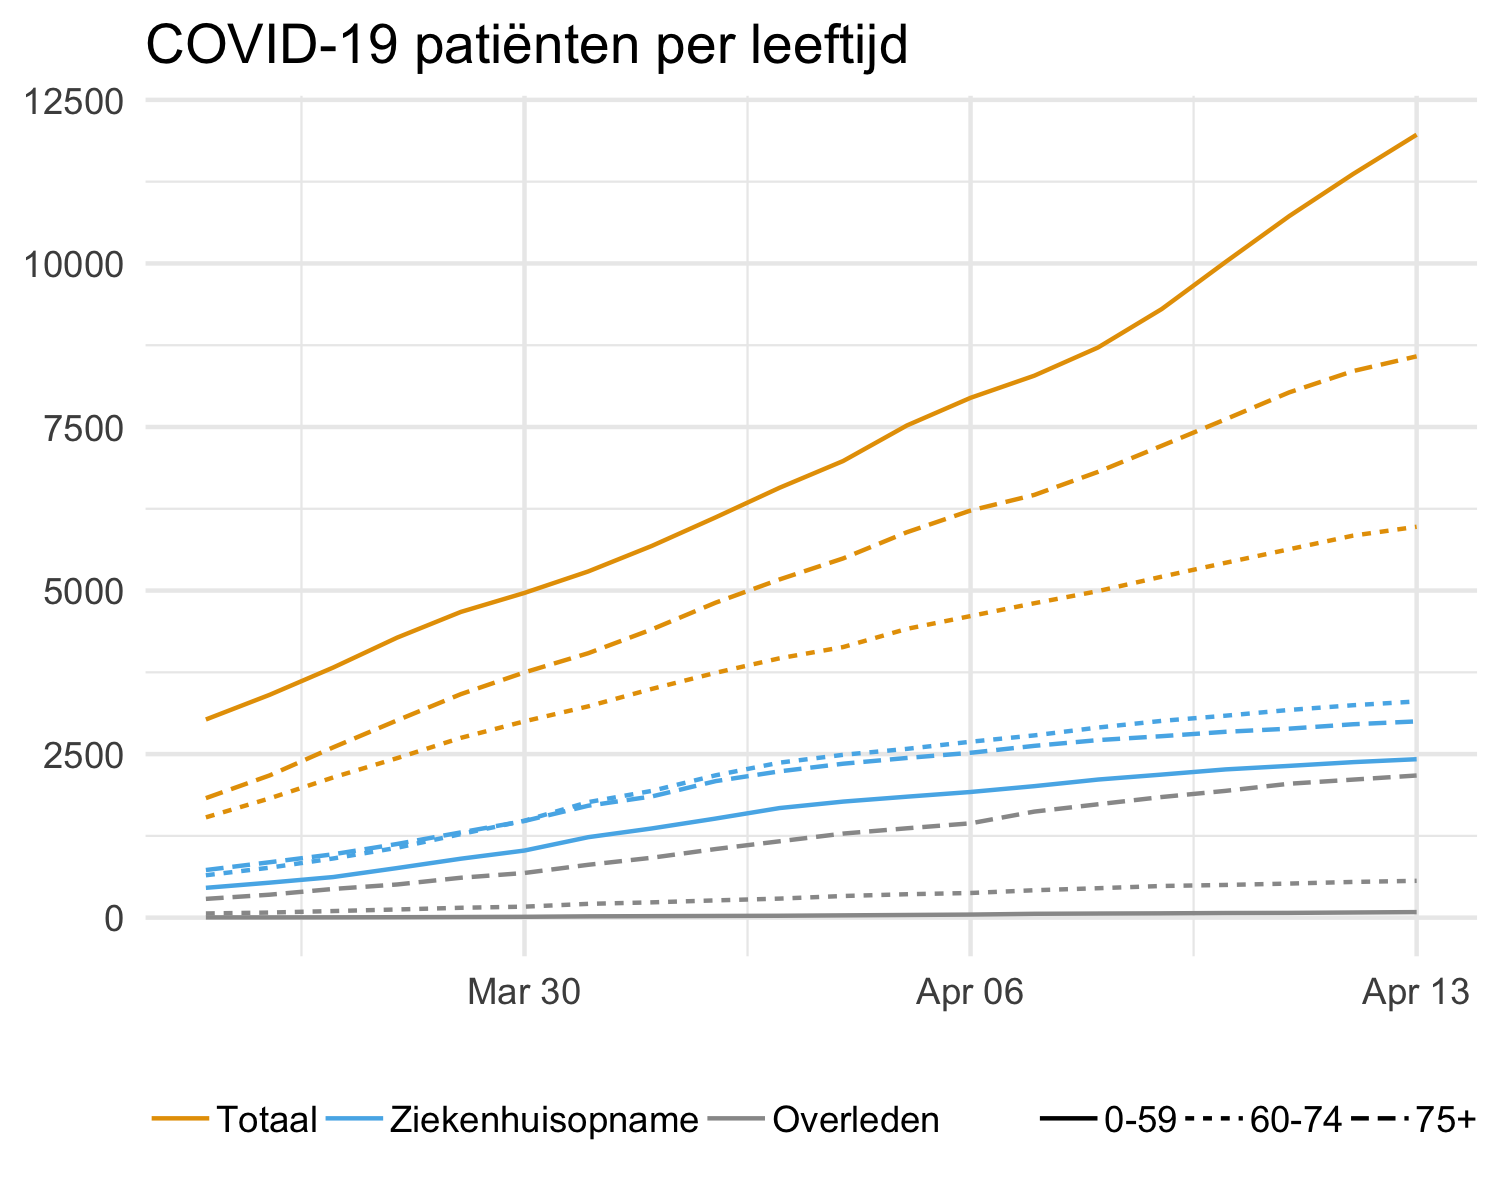 COVID-19 patiënten per leeftijd
12500
10000
7500
5000
2500
0
Mar 30 Apr 06 Apr 13
Totaal Ziekenhuisopname Overleden 0-59 60-74 75+